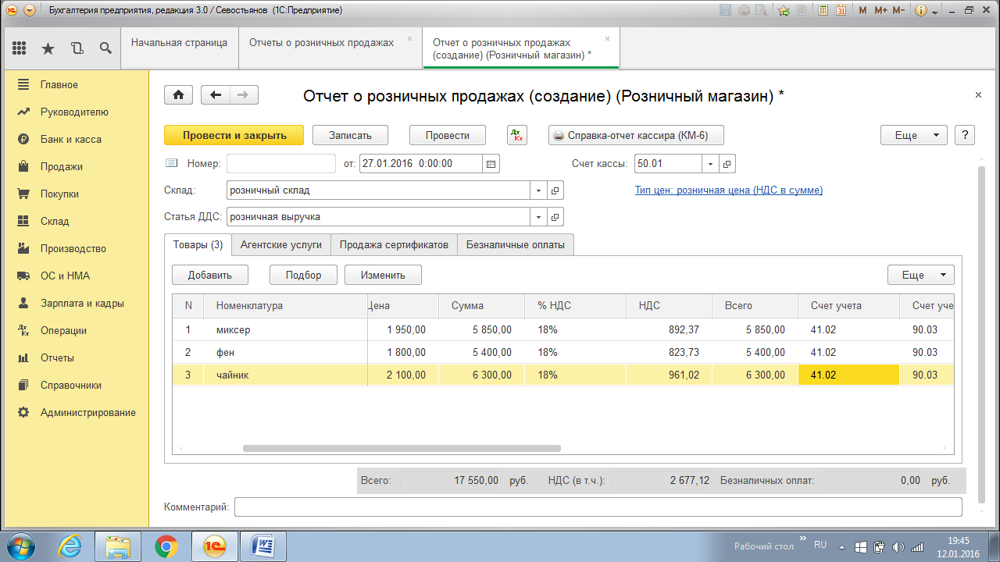 Бухгалтерия предприятия, редакция 3.0 / Севостьянов (1С:Предприятие)
M M+ M-
Начальная страница
Отчеты о розничных продажах
Отчет о розничных продажах
(создание) (Розничный магазин) *
Главное
Руководителю
Банк и касса
Продажи
Покупки
Склад
Производство
ОС и НМА
Зарплата и кадры
Операции
Отчеты
Справочники
Администрирование
Отчет о розничных продажах (создание) (Розничный магазин) *
Провести и закрыть Записать Провести Дт Кт Справка-отчет кассира (КМ-6) Еще ?
Номер: от: 27.01.2016 0:00:00 Счет кассы: 50.01
Склад: розничный склад Тип цен: розничная цена (НДС в сумме)
Статья ДДС: розничная выручка
Товары (3) Агентские услуги Продажа сертификатов Безналичные оплаты
Добавить Подбор Изменить Еще
N Номенклатура Цена Сумма % НДС НДС Всего Счет учета Счет уче
1 миксер 1 950,00 5 850,00 18% 892,37 5 850,00 41.02 90.03
2 фен 1 800,00 5 400,00 18% 823,73 5 400,00 41.02 90.03
3 чайник 2 100,00 6 300,00 18% 961,02 6 300,00 41.02 90.03
Всего: 17 550,00 руб. НДС (в т.ч.): 2 677,12 Безналичных оплат: 0,00 руб.
Комментарий:
Рабочий стол » RU 19:45
12.01.2016